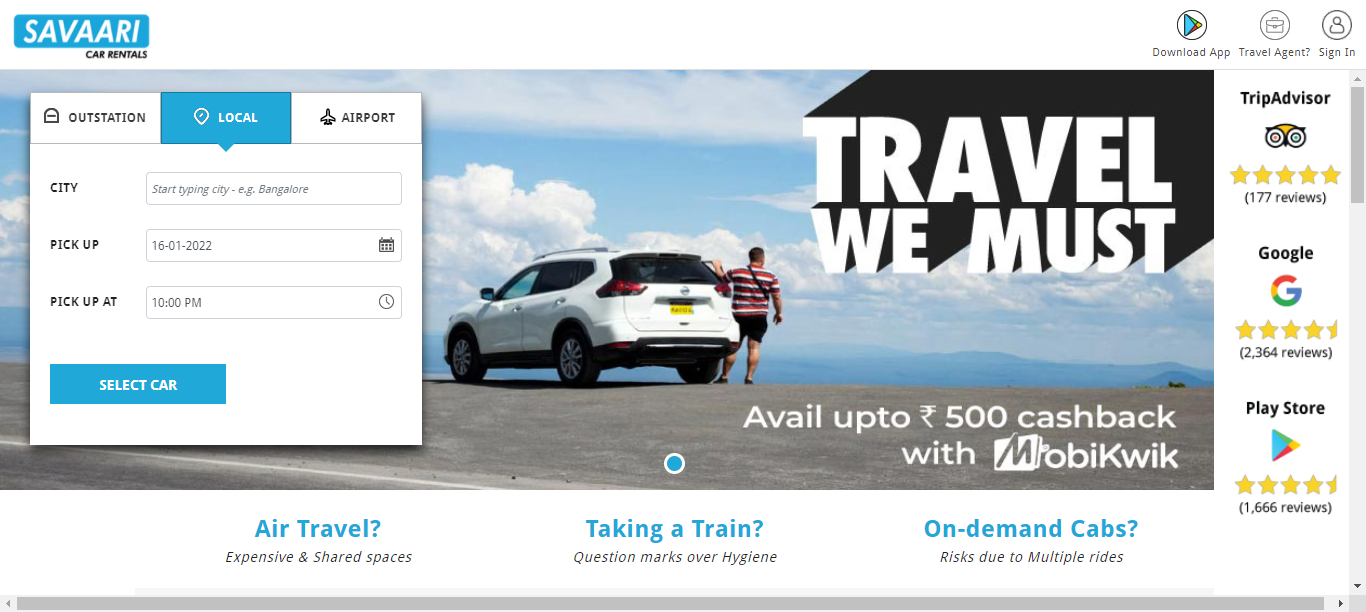 SAVAARI
CAR RENTALS
Download App
Travel Agent?
Sign In
OUTSTATION
LOCAL
AIRPORT
CITY
Start typing city - e.g. Bangalore
PICK UP
16-01-2022
PICK UP AT
10:00 PM
SELECT CAR
TRAVEL
WE MUST
Avail upto ₹ 500 cashback
with MobiKwik
TripAdvisor
(177 reviews)
Google
G
(2,364 reviews)
Play Store
(1,666 reviews)
Air Travel?
Expensive & Shared spaces
Taking a Train?
Question marks over Hygiene
On-demand Cabs?
Risks due to Multiple rides